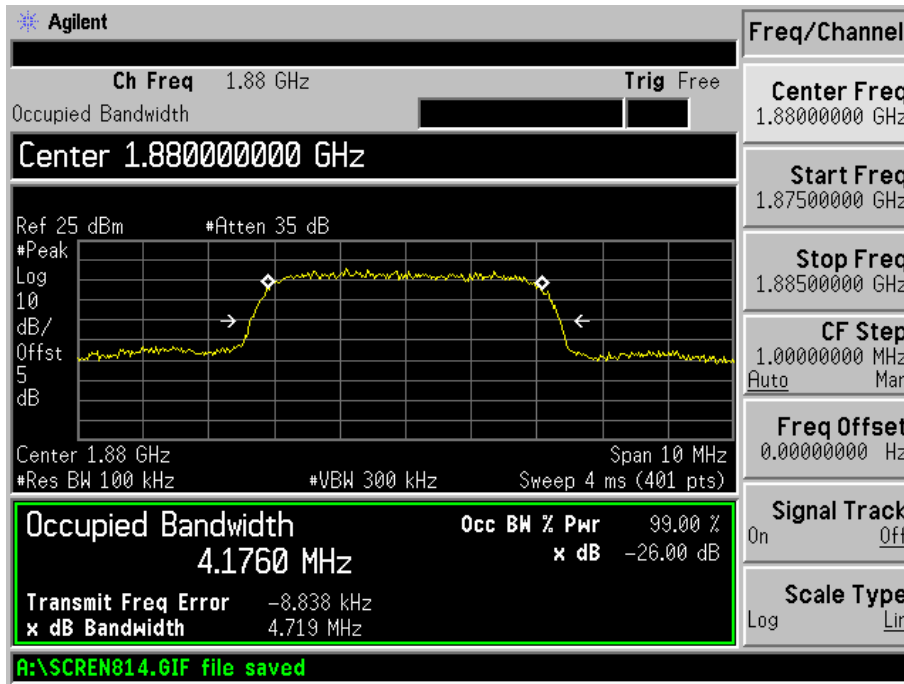 Agilent
Freq/Channel
Ch Freq 1.88 GHz Trig Free
Occupied Bandwidth
Center 1.880000000 GHz
Ref 25 dBm #Atten 35 dB
#Peak
Log
10
dB/
Offst
5
dB
Center 1.88 GHz Span 10 MHz
#Res BW 100 kHz #VBW 300 kHz Sweep 4 ms (401 pts)
Occupied Bandwidth
4.1760 MHz
Occ BW % Pwr 99.00 %
x dB -26.00 dB
Transmit Freq Error -8.838 kHz
x dB Bandwidth 4.719 MHz
A:\SCREN814.GIF file saved
Center Freq
1.88000000 GHz
Start Freq
1.87500000 GHz
Stop Freq
1.88500000 GHz
CF Step
1.00000000 MHz
Auto Man
Freq Offset
0.00000000 Hz
Signal Track
On Off
Scale Type
Log Lin